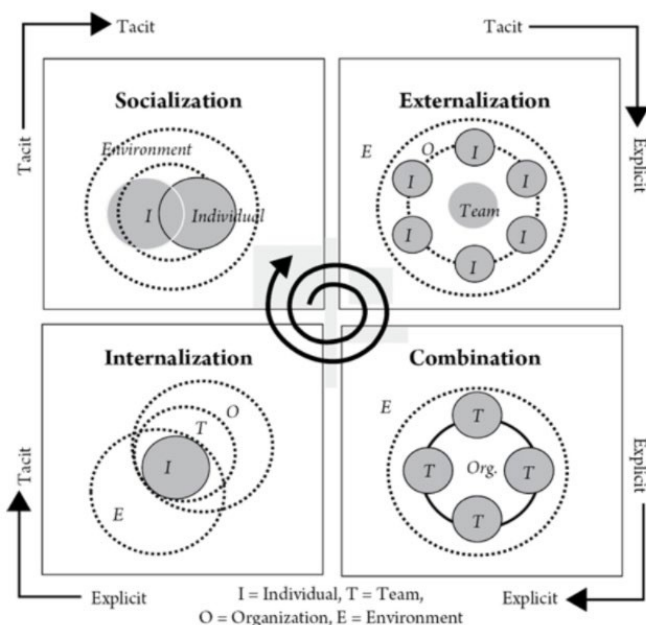 Tacit
Tacit
Tacit
Explicit
Socialization
Environment
I
Individual
Externalization
E
O
I
I
I
Team
I
I
I
Internalization
O
T
I
E
Tacit
Combination
E
T
T
Org.
T
T
Explicit
Explicit
Explicit
I = Individual, T = Team,
O = Organization, E = Environment